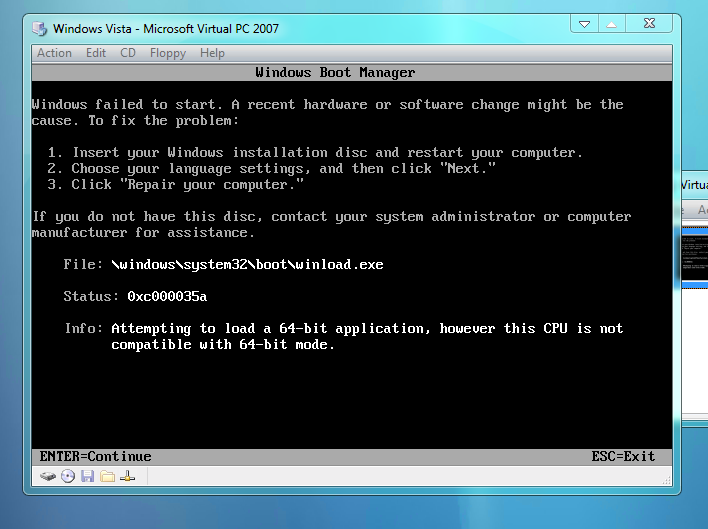 Windows Vista - Microsoft Virtual PC 2007
Action Edit CD Floppy Help
Windows Boot Manager
Windows failed to start. A recent hardware or software change might be the
cause. To fix the problem:
1. Insert your Windows installation disc and restart your computer.
2. Choose your language settings, and then click "Next."
3. Click "Repair your computer."
If you do not have this disc, contact your system administrator or computer
manufacturer for assistance.
File: \windows\system32\boot\winload.exe
Status: 0xc000035a
Info: Attempting to load a 64-bit application, however this CPU is not
compatible with 64-bit mode.
ENTER=Continue ESC=Exit
Virtua